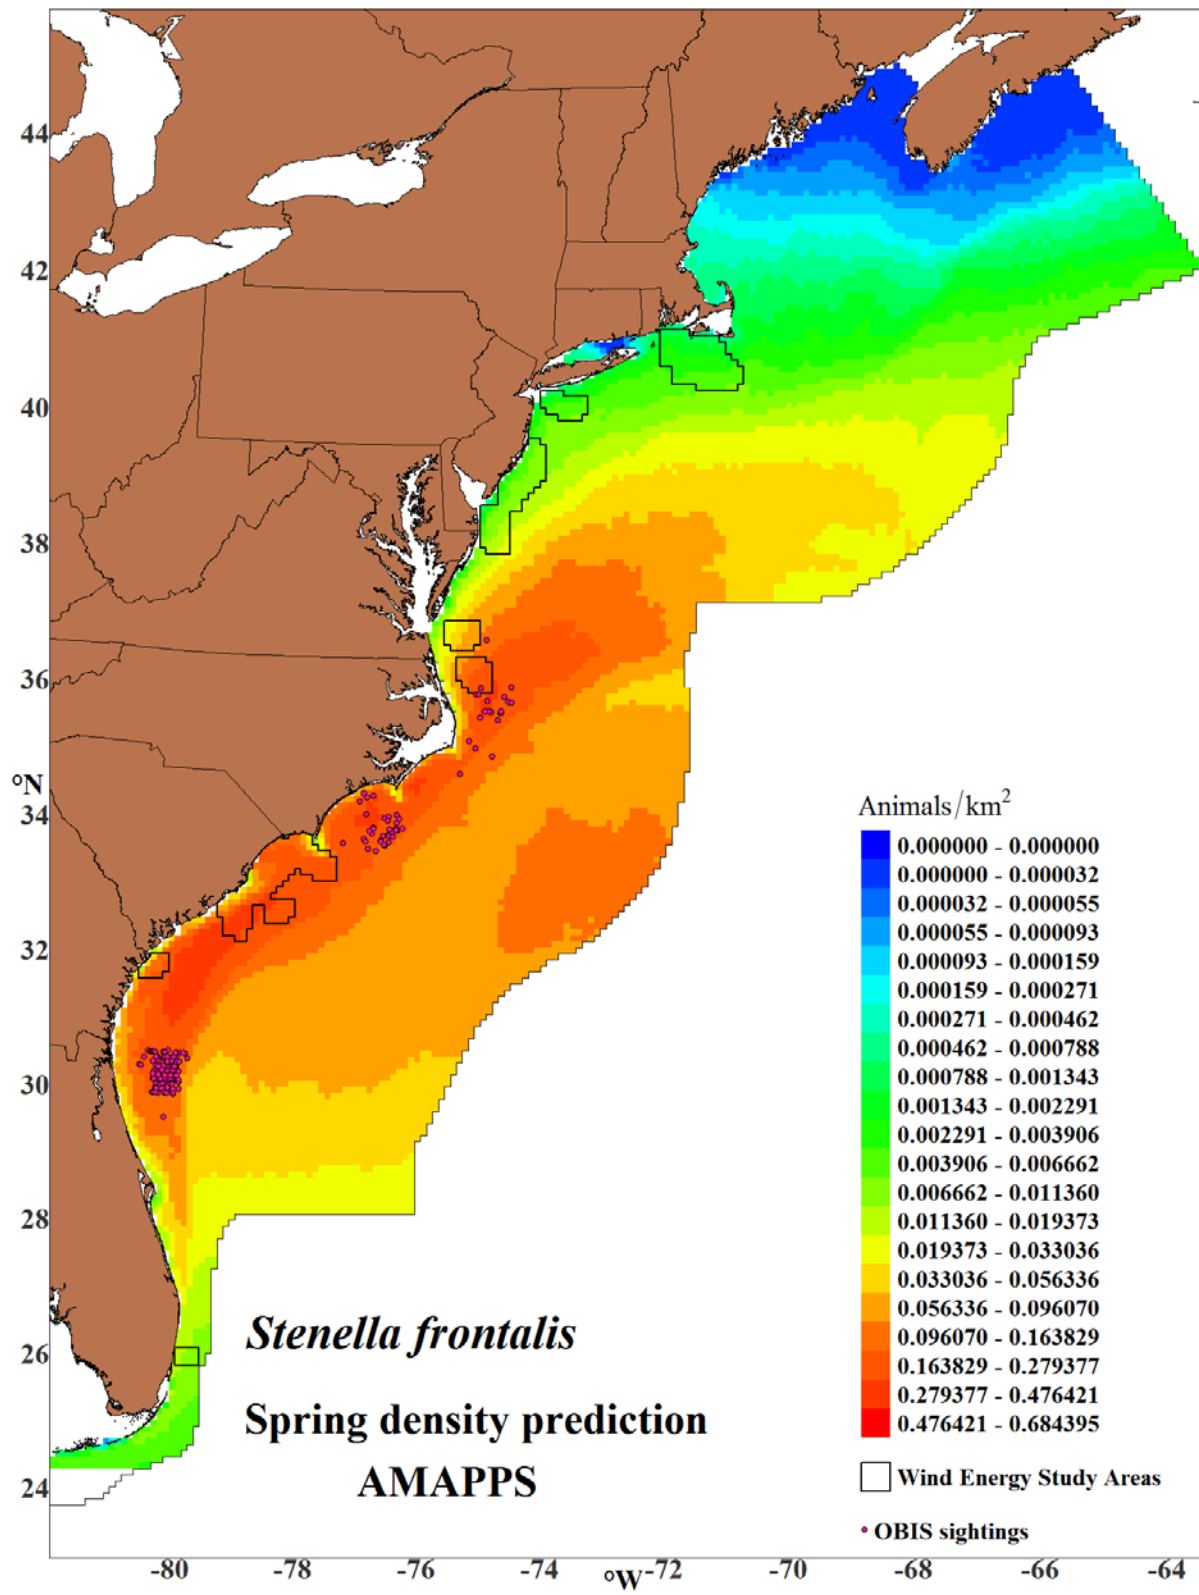 44
42
40
38
36
°N
34
32
30
28
26
24
Animals/km²
0.000000 - 0.000000
0.000000 - 0.000032
0.000032 - 0.000055
0.000055 - 0.000093
0.000093 - 0.000159
0.000159 - 0.000271
0.000271 - 0.000462
0.000462 - 0.000788
0.000788 - 0.001343
0.001343 - 0.002291
0.002291 - 0.003906
0.003906 - 0.006662
0.006662 - 0.011360
0.011360 - 0.019373
0.019373 - 0.033036
0.033036 - 0.056336
0.056336 - 0.096070
0.096070 - 0.163829
0.163829 - 0.279377
0.279377 - 0.476421
0.476421 - 0.684395
Wind Energy Study Areas
OBIS sightings
Stenella frontalis
Spring density prediction
AMAPPS
-80 -78 -76 -74 °W -72 -70 -68 -66 -64